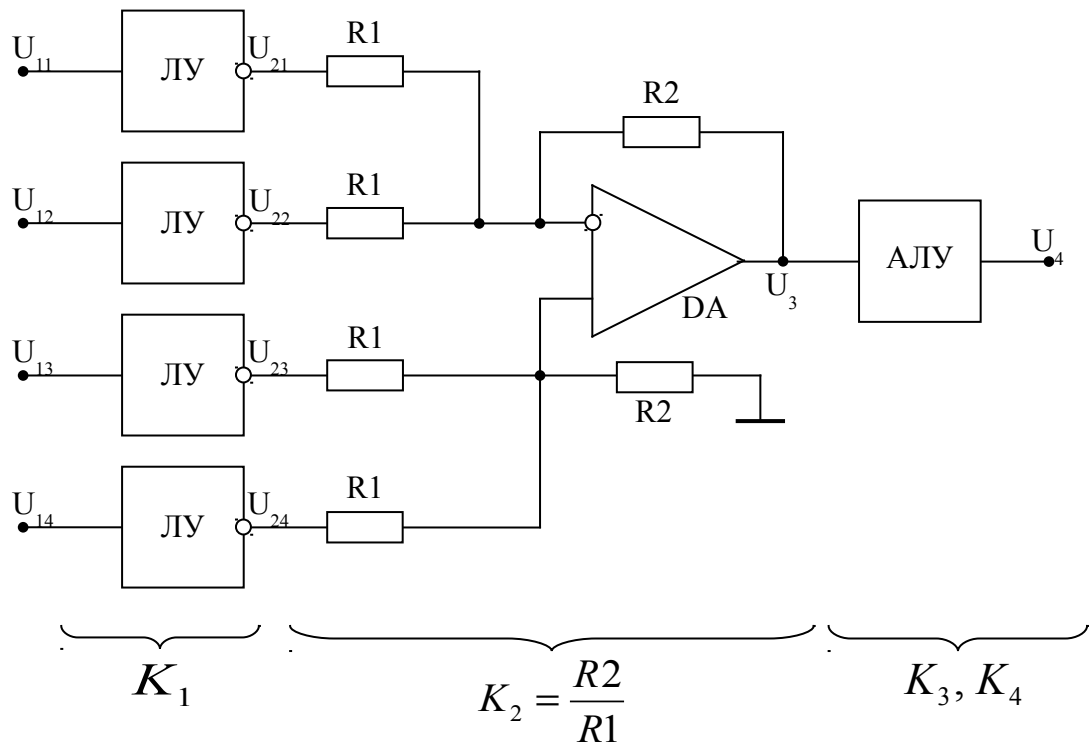 U11 ЛУ U21 R1
R2
U12 ЛУ U22 R1
АЛУ U4
U3
DA
U13 ЛУ U23 R1
R2
U14 ЛУ U24 R1
K1
K2 = R2/R1
K3, K4